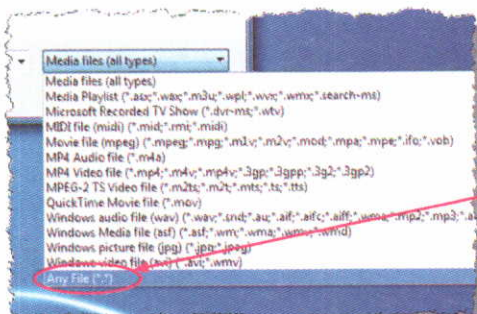 Media files (all types)
Media files (all types)
Media Playlist (*.asx;*.wax;*.m3u;*.wpl;*.wvx;*.wmx;*.search-ms)
Microsoft Recorded TV Show (*.dvr-ms;*.wtv)
MIDI file (midi) (*.mid;*.rmi;*.midi)
Movie file (mpeg) (*.mpeg;*.mpg;*.m1v;*.m2v;*.mod;*.mpa;*.mpe;*.ifo;*.vob)
MP4 Audio file (*.m4a)
MP4 Video file (*.mp4;*.m4v;*.mp4v;*.3gp;*.3gpp;*.3g2;*.3gp2)
MPEG-2 TS Video file (*.m2ts;*.m2t;*.mts;*.ts;*.tts)
QuickTime Movie file (*.mov)
Windows audio file (wav) (*.wav;*.snd;*.au;*.aif;*.aifc;*.aiff;*.wma;*.mp2;*.mp3;*.a
Windows Media file (asf) (*.asf;*.wm;*.wma;*.wmv;*.wmd)
Windows picture file (jpg) (*.jpg;*.jpeg)
Windows video file (avi) (*.avi;*.wmv)
Any File (*.*)